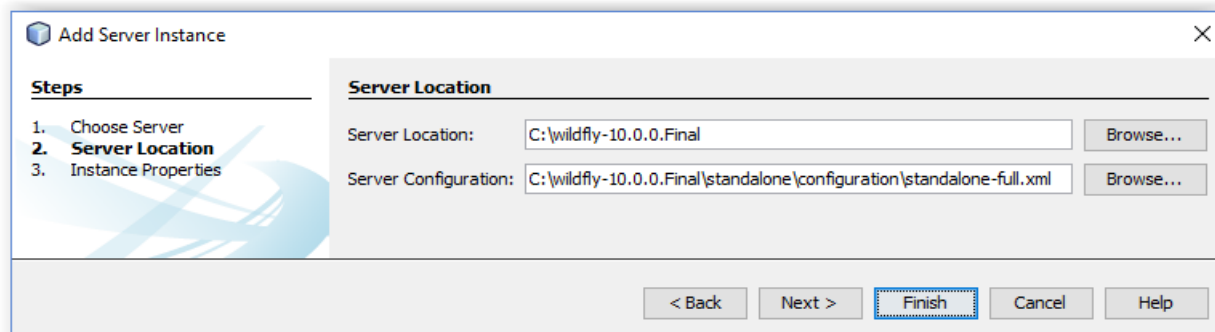 Add Server Instance
Steps
1. Choose Server
2. Server Location
3. Instance Properties
Server Location
Server Location: C:\wildfly-10.0.0.Final Browse...
Server Configuration: C:\wildfly-10.0.0.Final\standalone\configuration\standalone-full.xml Browse...
< Back Next > Finish Cancel Help